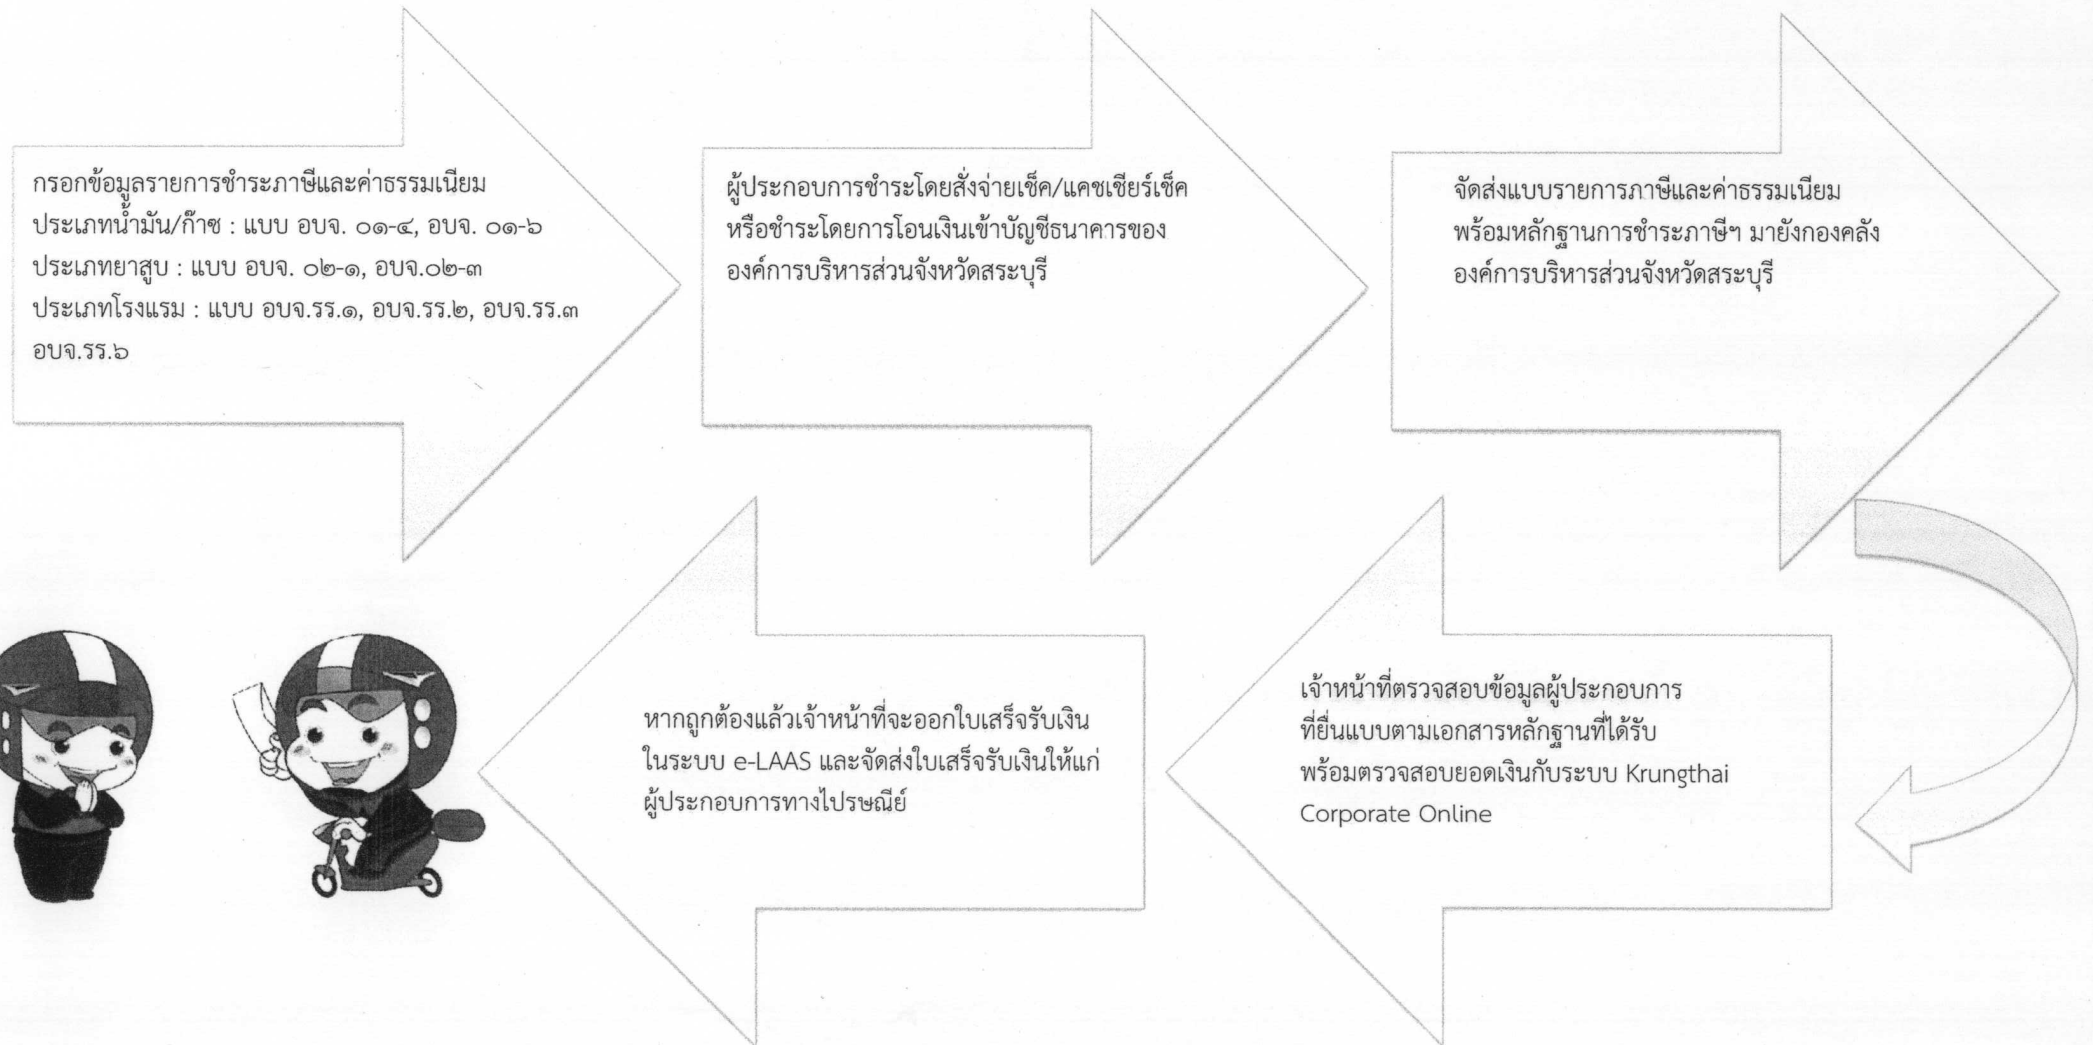 กรอกข้อมูลรายการชำระภาษีและค่าธรรมเนียม
ประเภทน้ำมัน/ก๊าซ : แบบ อบจ. ๐๑-๔, อบจ. ๐๑-๖
ประเภทยาสูบ : แบบ อบจ. ๐๒-๑, อบจ.๐๒-๓
ประเภทโรงแรม : แบบ อบจ.รร.๑, อบจ.รร.๒, อบจ.รร.๓
อบจ.รร.๖
ผู้ประกอบการชำระโดยสั่งจ่ายเช็ค/แคชเชียร์เช็ค
หรือชำระโดยการโอนเงินเข้าบัญชีธนาคารของ
องค์การบริหารส่วนจังหวัดสระบุรี
จัดส่งแบบรายการภาษีและค่าธรรมเนียม
พร้อมหลักฐานการชำระภาษีฯ มายังกองคลัง
องค์การบริหารส่วนจังหวัดสระบุรี
เจ้าหน้าที่ตรวจสอบข้อมูลผู้ประกอบการ
ที่ยื่นแบบตามเอกสารหลักฐานที่ได้รับ
พร้อมตรวจสอบยอดเงินกับระบบ Krungthai
Corporate Online
หากถูกต้องแล้วเจ้าหน้าที่จะออกใบเสร็จรับเงิน
ในระบบ e-LAAS และจัดส่งใบเสร็จรับเงินให้แก่
ผู้ประกอบการทางไปรษณีย์